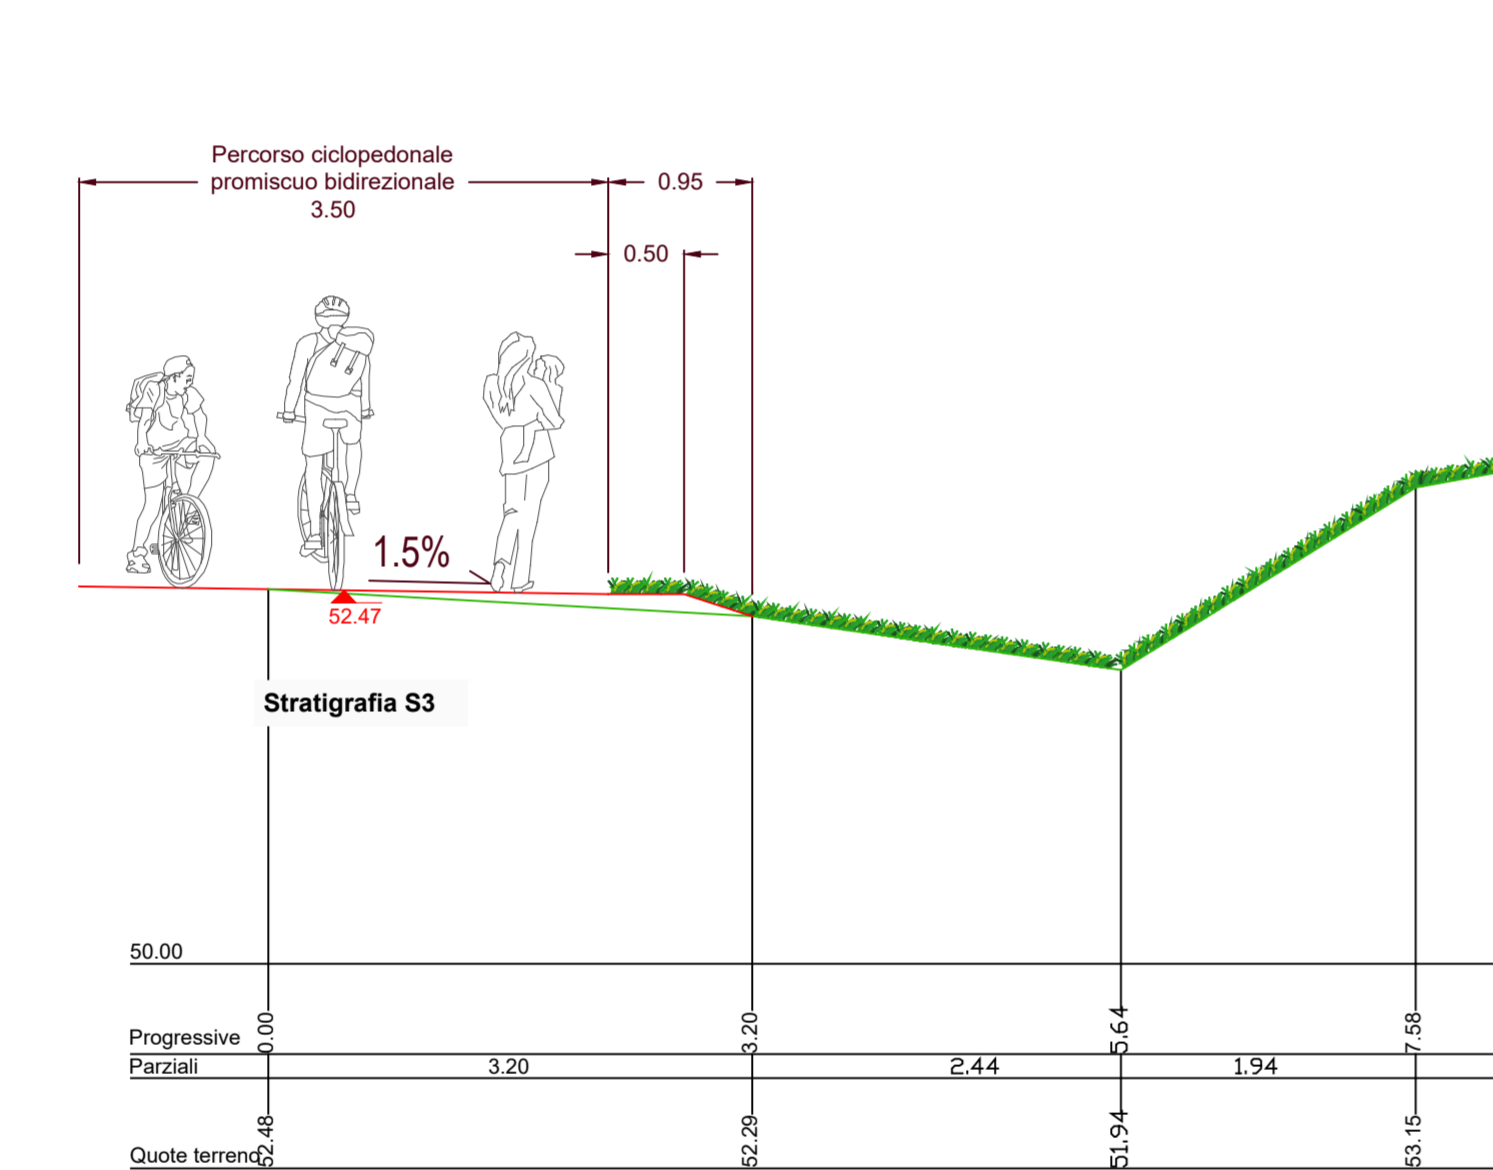 Percorso ciclopedonale
promiscuo bidirezionale
3.50
0.95
0.50
1.5%
52.47
Stratigrafia S3
50.00
Progressive 0.00 3.20 5.64 7.58
Parziali 3.20 2.44 1.94
Quote terreno 52.48 52.29 51.94 53.15